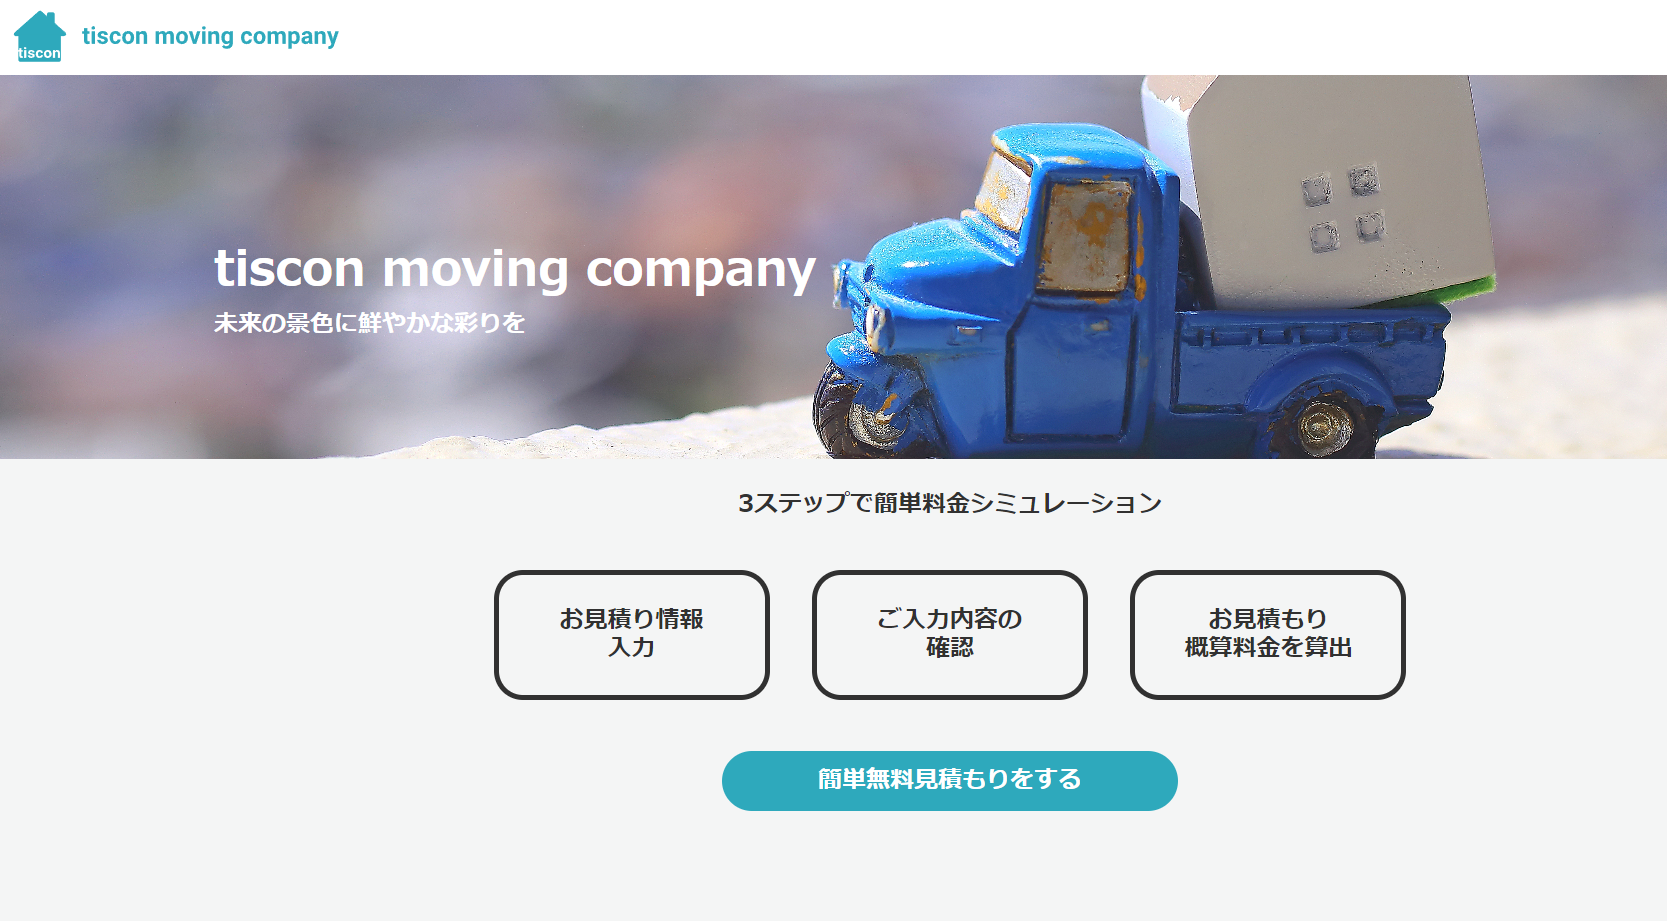 tiscon
tiscon moving company
tiscon moving company
未来の景色に鮮やかな彩りを
3ステップで簡単料金シミュレーション
お見積り情報
入力
ご入力内容の
確認
お見積もり
概算料金を算出
簡単無料見積もりをする